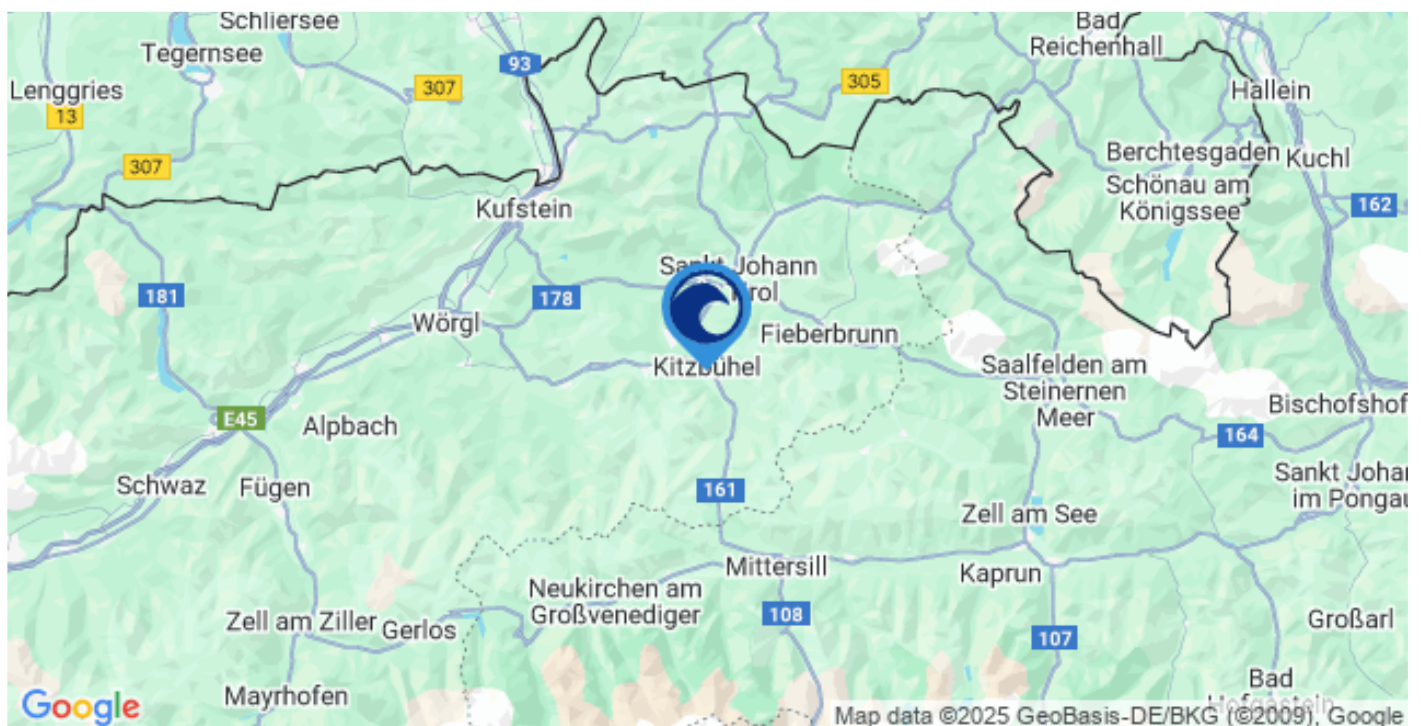 Schliersee
Bad
Reichenhall
Tegernsee
93
Lenggries
307
305
Hallein
13
307
Berchtesgaden
Kuchl
Schönau am
Königssee
162
Kufstein
Sankt Johann
181
178
Wörgl
Fieberbrunn
Kitzbühel
Saalfelden am
Steinernen
Meer
Bischofshof
E45
Alpbach
164
Schwaz
Fügen
161
Sankt Johan
im Pongau
Zell am See
Mittersill
Kaprun
Neukirchen am
Großvenediger
108
Zell am Ziller
Gerlos
107
Großarl
Mayrhofen
Bad
Hofgastein
Google
Map data ©2025 GeoBasis-DE/BKG (©2009), Google